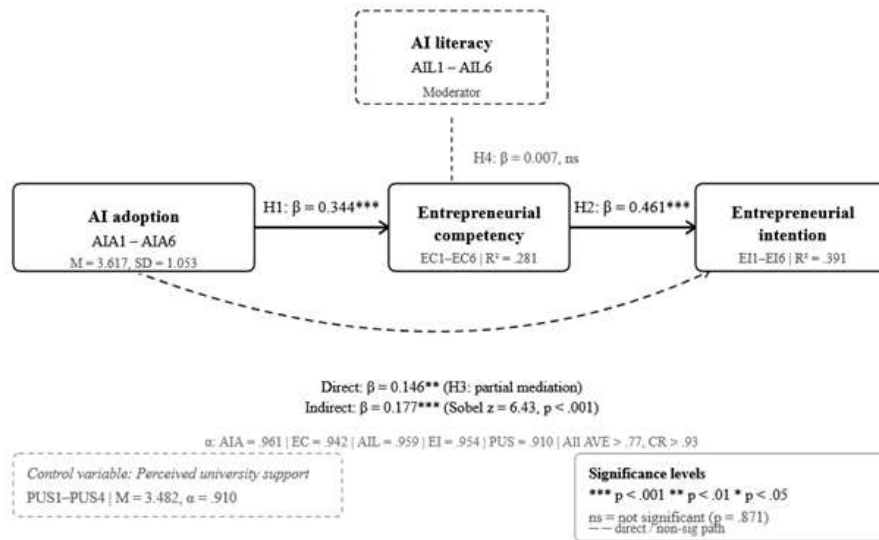 AI literacy
AIL1 – AIL6
Moderator
H4: β = 0.007, ns
AI adoption
AIA1 – AIA6
M = 3.617, SD = 1.053
H1: β = 0.344***
Entrepreneurial
competency
EC1–EC6 | R² = .281
H2: β = 0.461***
Entrepreneurial
intention
EI1–EI6 | R² = .391
Direct: β = 0.146** (H3: partial mediation)
Indirect: β = 0.177*** (Sobel z = 6.43, p < .001)
α: AIA = .961 | EC = .942 | AIL = .959 | EI = .954 | PUS = .910 | All AVE > .77, CR > .93
Control variable: Perceived university support
PUS1–PUS4 | M = 3.482, α = .910
Significance levels
*** p < .001 ** p < .01 * p < .05
ns = not significant (p = .871)
— — direct / non-sig path